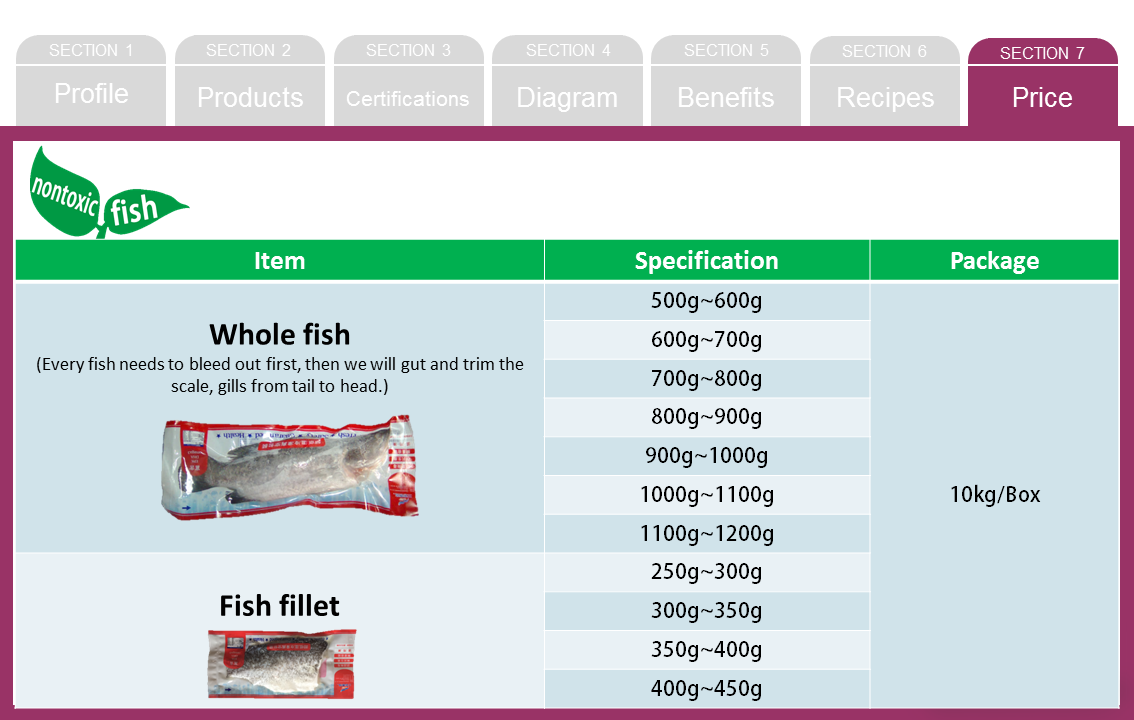 SECTION 1
SECTION 2
SECTION 3
SECTION 4
SECTION 5
SECTION 6
SECTION 7
Profile
Products
Certifications
Diagram
Benefits
Recipes
Price
nontoxic fish
Item
Specification
Package
Whole fish
(Every fish needs to bleed out first, then we will gut and trim the
scale, gills from tail to head.)
500g~600g
600g~700g
700g~800g
800g~900g
900g~1000g
1000g~1100g
1100g~1200g
10kg/Box
Fish fillet
250g~300g
300g~350g
350g~400g
400g~450g